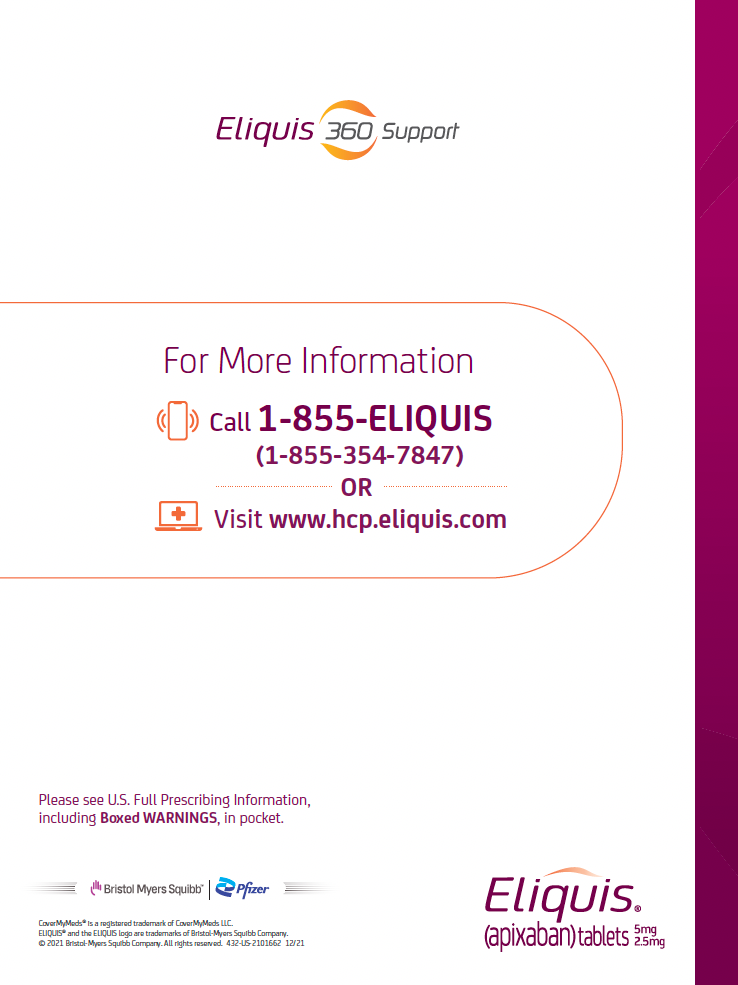 Eliquis 360 Support
For More Information
Call 1-855-ELIQUIS
(1-855-354-7847)
OR
Visit www.hcp.eliquis.com
Please see U.S. Full Prescribing Information,
including Boxed WARNINGS, in pocket.
Bristol Myers Squibb™ | Pfizer
CoverMyMeds® is a registered trademark of CoverMyMeds LLC.
ELIQUIS® and the ELIQUIS logo are trademarks of Bristol-Myers Squibb Company.
© 2021 Bristol-Myers Squibb Company. All rights reserved. 432-US-2101662 12/21
Eliquis®
(apixaban) tablets 5mg
2.5mg